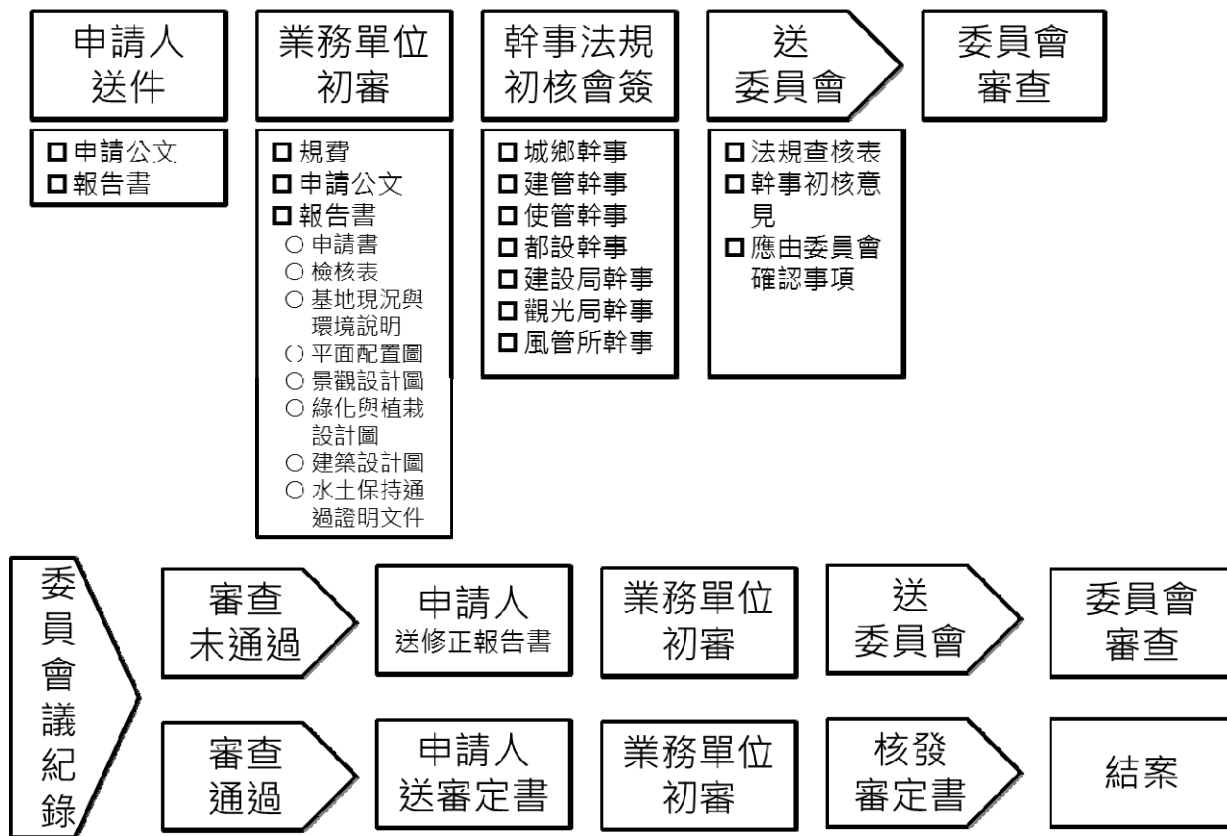 申請人
送件
業務單位
初審
幹事法規
初核會簽
送
委員會
委員會
審查
申請公文
報告書
規費
申請公文
報告書
申請書
檢核表
基地現況與
環境說明
平面配置圖
景觀設計圖
綠化與植栽
設計圖
建築設計圖
水土保持通
過證明文件
城鄉幹事
建管幹事
使管幹事
都設幹事
建設局幹事
觀光局幹事
風管所幹事
法規查核表
幹事初核意
見
應由委員會
確認事項
委員會議紀錄
審查
未通過
申請人
送修正報告書
業務單位
初審
送
委員會
委員會
審查
審查
通過
申請人
送審定書
業務單位
初審
核發
審定書
結案